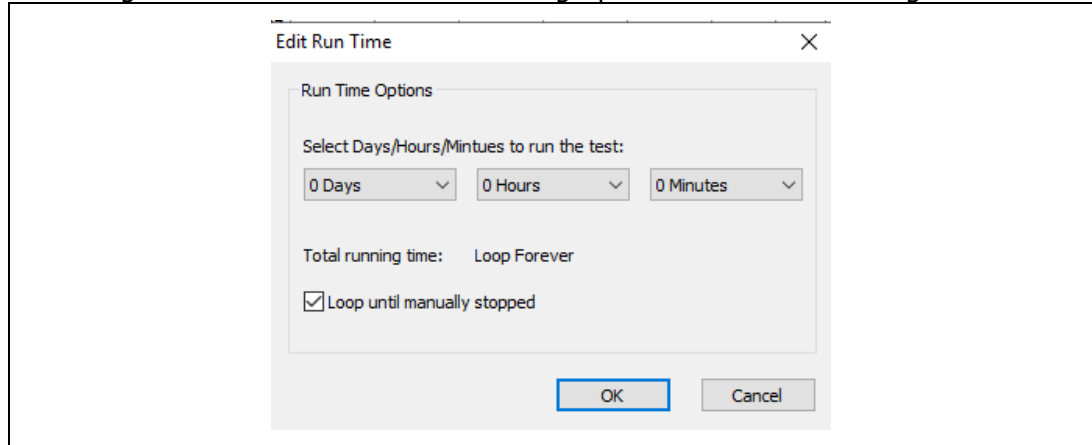 Edit Run Time
Run Time Options
Select Days/Hours/Mintues to run the test:
0 Days 0 Hours 0 Minutes
Total running time: Loop Forever
Loop until manually stopped
OK Cancel